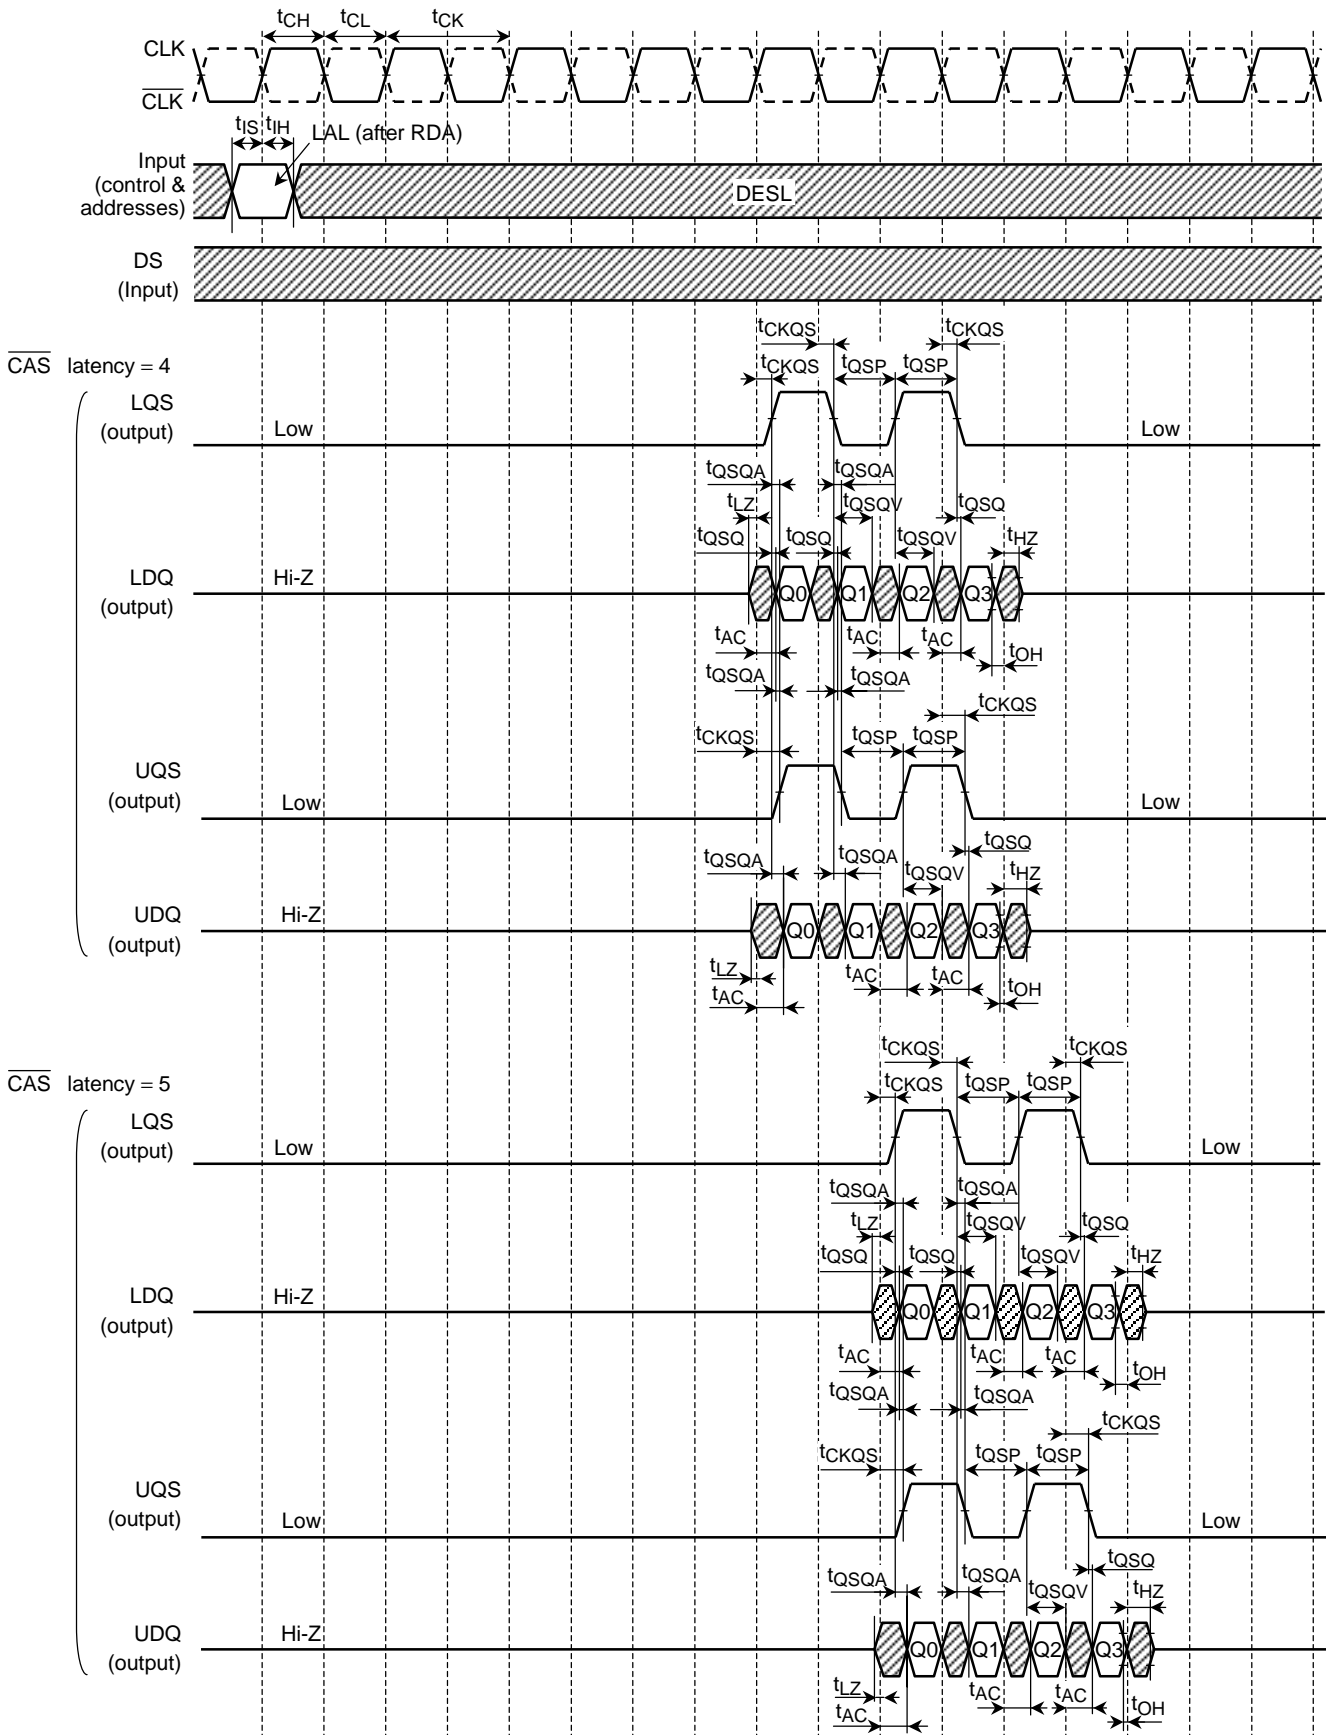 tCH tCL tCK
CLK
CLK
tIS tIH LAL (after RDA)
Input
(control &
addresses)
DESL
DS
(Input)
tCKQS tCKQS
CAS latency = 4
tCKQS tQSP tQSP
LQS
(output)
Low Low
tQSQA tQSQA
tLZ tQSQV tQSQ
tQSQ tQSQ tQSQV tHZ
LDQ
(output)
Hi-Z Q0 Q1 Q2 Q3
tAC tAC tAC tOH
tQSQA tQSQA
tCKQS
tCKQS tQSP tQSP
UQS
(output)
Low Low
tQSQ
tQSQA tQSQA tQSQV tHZ
UDQ
(output)
Hi-Z Q0 Q1 Q2 Q3
tLZ tAC tAC tOH
tAC
tCKQS tCKQS
CAS latency = 5
tCKQS tQSP tQSP
LQS
(output)
Low Low
tQSQA tQSQA
tLZ tQSQV tQSQ
tQSQ tQSQ tQSQV tHZ
LDQ
(output)
Hi-Z Q0 Q1 Q2 Q3
tAC tAC tAC tOH
tQSQA tQSQA
tCKQS
tCKQS tQSP tQSP
UQS
(output)
Low Low
tQSQ
tQSQA tQSQA tQSQV tHZ
UDQ
(output)
Hi-Z Q0 Q1 Q2 Q3
tLZ tAC tAC tOH
tAC